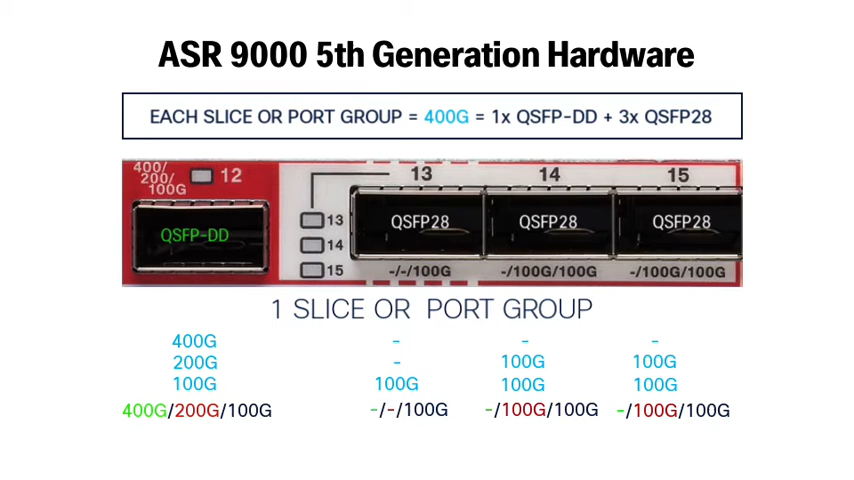 ASR 9000 5th Generation Hardware
EACH SLICE OR PORT GROUP = 400G = 1x QSFP-DD + 3x QSFP28
400/
200/
100G
12
13
14
15
QSFP-DD
13
14
15
QSFP28
QSFP28
QSFP28
-/-/100G
-/100G/100G
-/100G/100G
1 SLICE OR PORT GROUP
400G - - -
200G - 100G 100G
100G 100G 100G 100G
400G/200G/100G -/-/100G -/100G/100G -/100G/100G